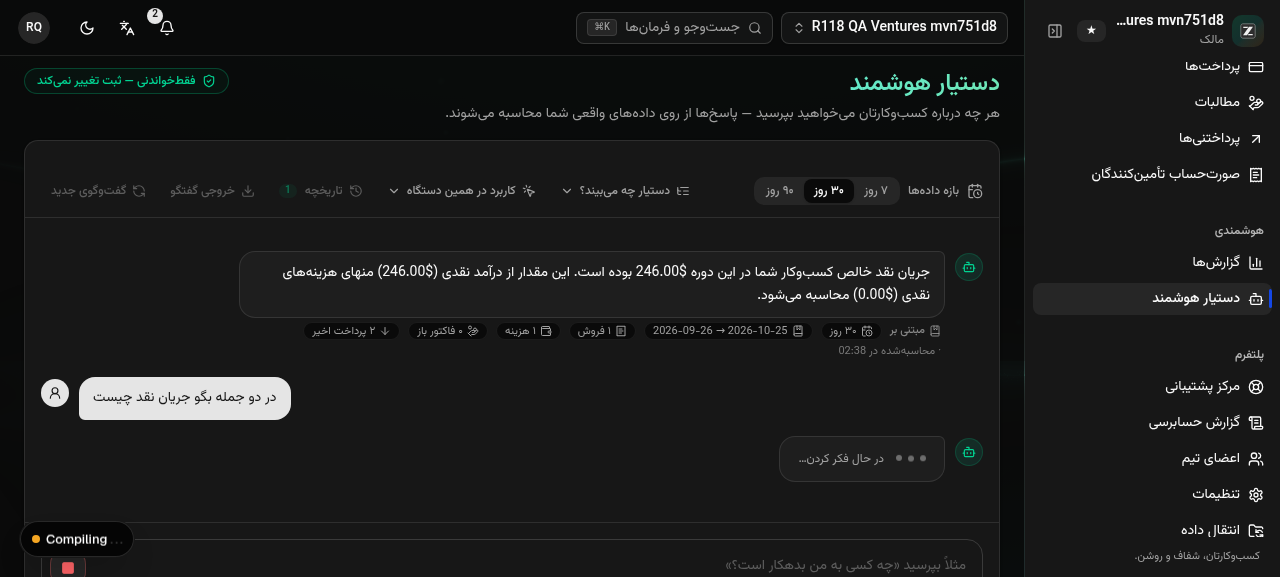 …ures mvn751d8
مالک
پرداخت‌ها
مطالبات
پرداختنی‌ها
صورت‌حساب تأمین‌کنندگان
هوشمندی
گزارش‌ها
دستیار هوشمند
پلتفرم
مرکز پشتیبانی
گزارش حسابرسی
اعضای تیم
تنظیمات
انتقال داده
کسب‌وکارتان، شفاف و روشن.
R118 QA Ventures mvn751d8
جست‌وجو و فرمان‌ها ⌘K
2
RQ
دستیار هوشمند
فقط‌خواندنی — ثبت تغییر نمی‌کند
هر چه درباره کسب‌وکارتان می‌خواهید بپرسید — پاسخ‌ها از روی داده‌های واقعی شما محاسبه می‌شوند.
بازه داده‌ها ۷ روز ۳۰ روز ۹۰ روز دستیار چه می‌بیند؟ کاربرد در همین دستگاه تاریخچه 1 خروجی گفتگو گفت‌وگوی جدید
جریان نقد خالص کسب‌وکار شما در این دوره $246.00 بوده است. این مقدار از درآمد نقدی ($246.00) منهای هزینه‌های
نقدی ($0.00) محاسبه می‌شود.
مبتنی بر ۳۰ روز 2026-09-26 → 2026-10-25 ۱ فروش ۱ هزینه ۰ فاکتور باز ۲ پرداخت اخیر
· محاسبه‌شده در 02:38
در دو جمله بگو جریان نقد چیست
در حال فکر کردن...
مثلاً بپرسید «چه کسی به من بدهکار است؟»
Compiling ...